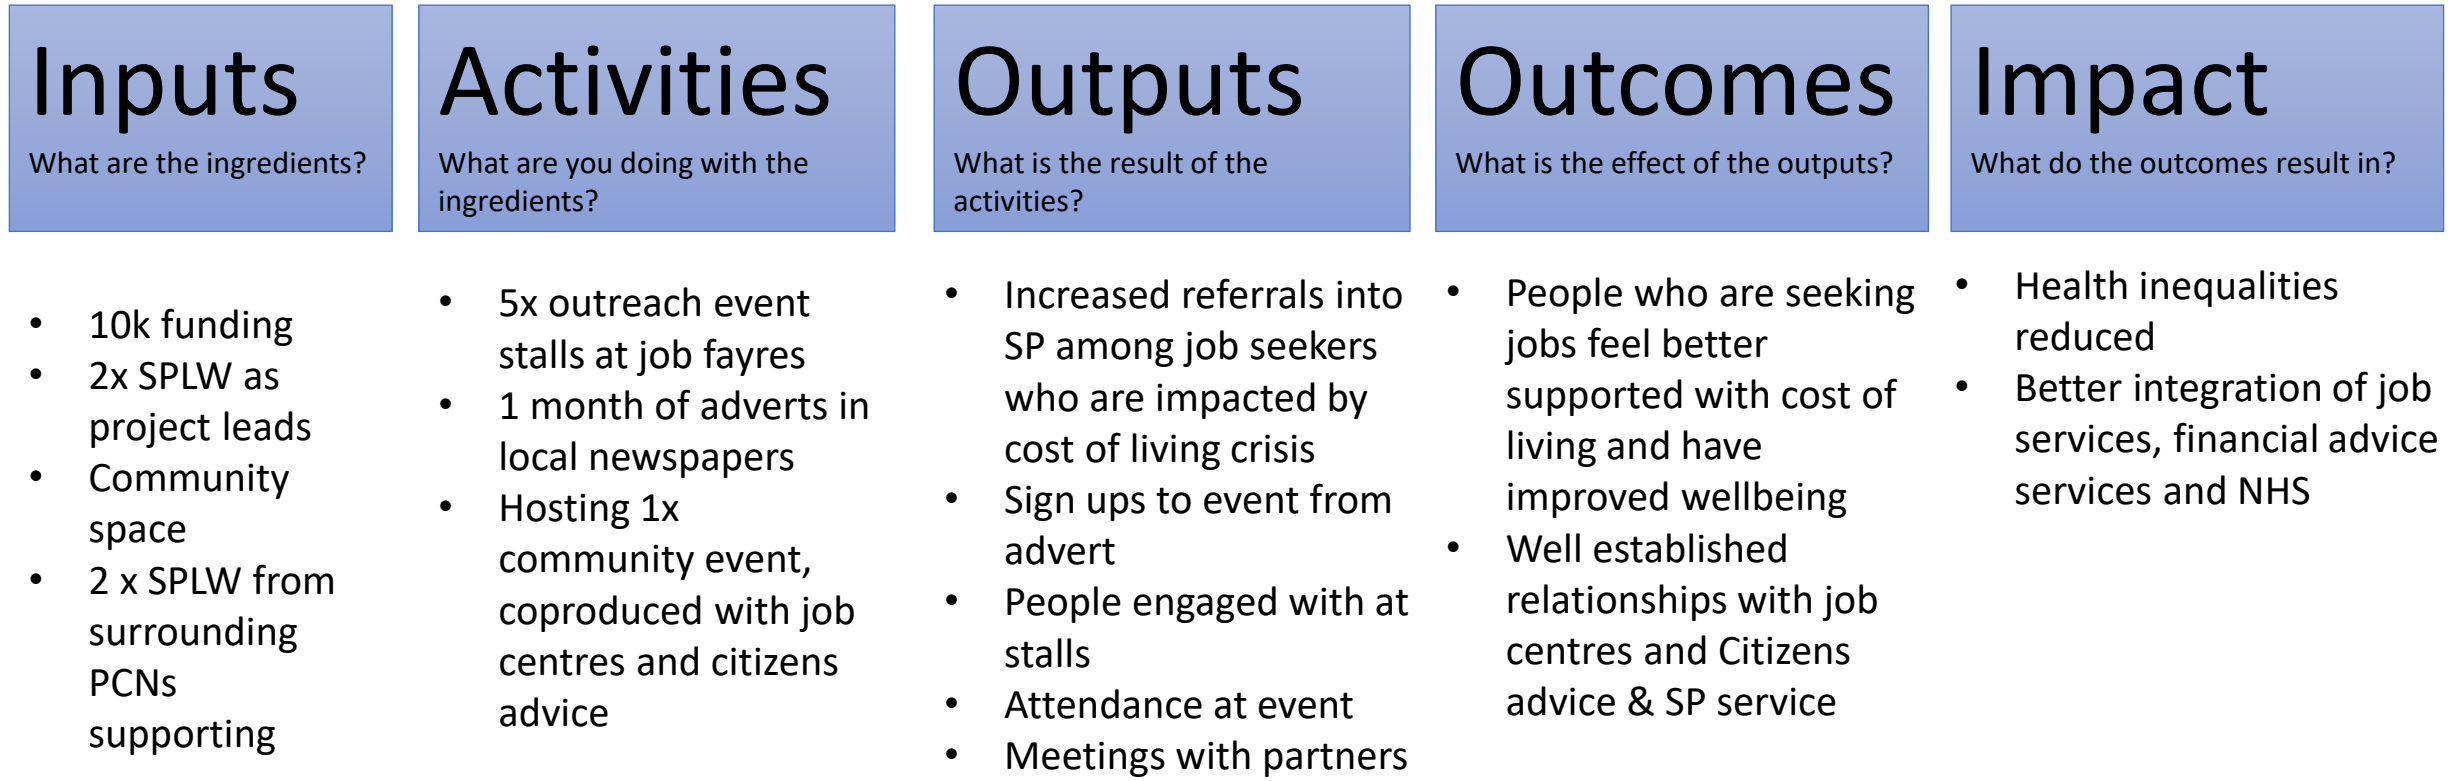 Inputs
What are the ingredients?
• 10k funding
• 2x SPLW as
project leads
• Community
space
• 2 x SPLW from
surrounding
PCNs
supporting
Activities
What are you doing with the
ingredients?
• 5x outreach event
stalls at job fayres
• 1 month of adverts in
local newspapers
• Hosting 1x
community event,
coproduced with job
centres and citizens
advice
Outputs
What is the result of the
activities?
• Increased referrals into
SP among job seekers
who are impacted by
cost of living crisis
• Sign ups to event from
advert
• People engaged with at
stalls
• Attendance at event
• Meetings with partners
Outcomes
What is the effect of the outputs?
• People who are seeking
jobs feel better
supported with cost of
living and have
improved wellbeing
• Well established
relationships with job
centres and Citizens
advice & SP service
Impact
What do the outcomes result in?
• Health inequalities
reduced
• Better integration of job
services, financial advice
services and NHS